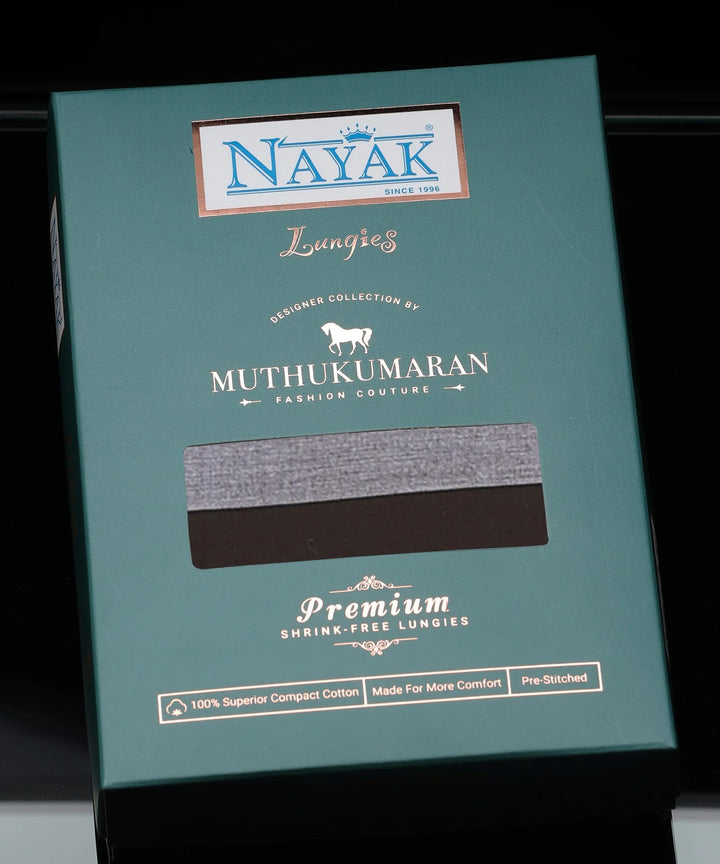 NAYAK®
SINCE 1996
Lungies
DESIGNER COLLECTION BY
MUTHUKUMARAN
FASHION COUTURE
Premium
SHRINK-FREE LUNGIES
100% Superior Compact Cotton
Made For More Comfort
Pre-Stitched